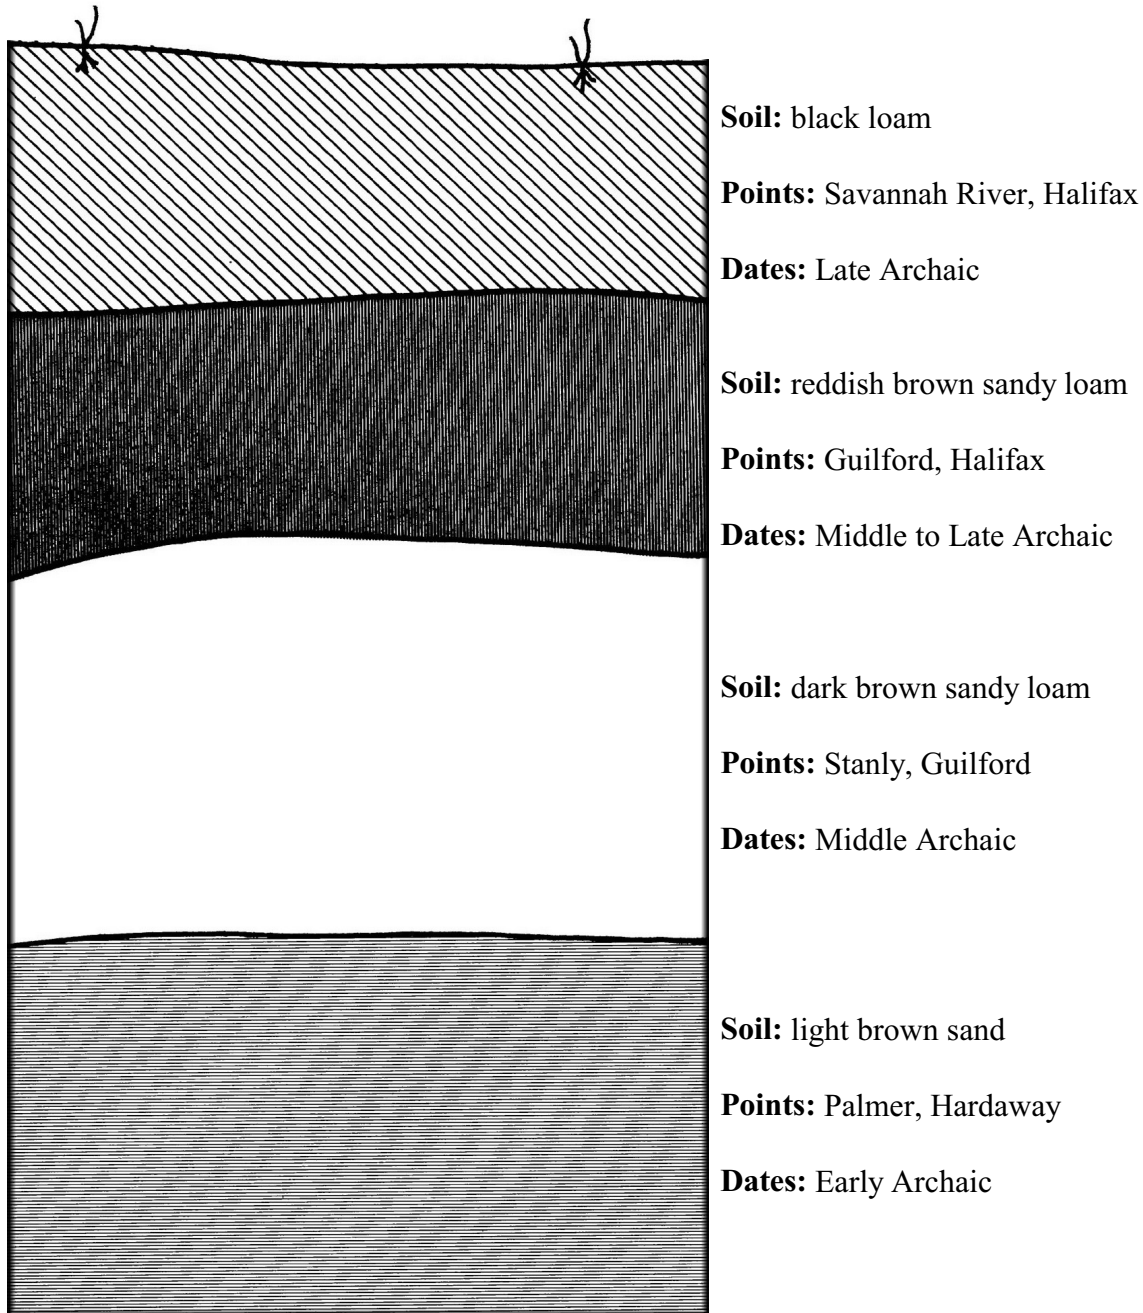 Soil: black loam
Points: Savannah River, Halifax
Dates: Late Archaic
Soil: reddish brown sandy loam
Points: Guilford, Halifax
Dates: Middle to Late Archaic
Soil: dark brown sandy loam
Points: Stanly, Guilford
Dates: Middle Archaic
Soil: light brown sand
Points: Palmer, Hardaway
Dates: Early Archaic